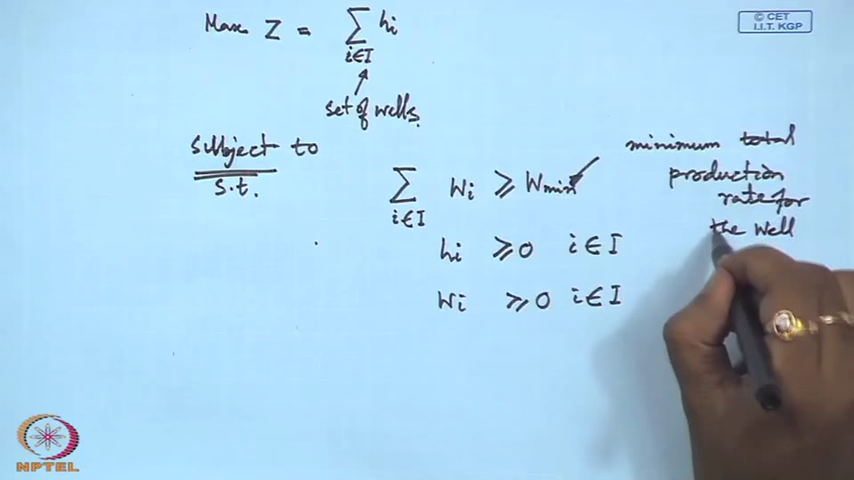 © CET
I.I.T. KGP
Max Z = ∑ hi
i∈I
set of wells.
Subject to
s.t.
∑ Wi ⩾ Wmin
i∈I
minimum total
production
rate for
the well
hi ⩾ 0 i∈I
Wi ⩾ 0 i∈I
NPTEL